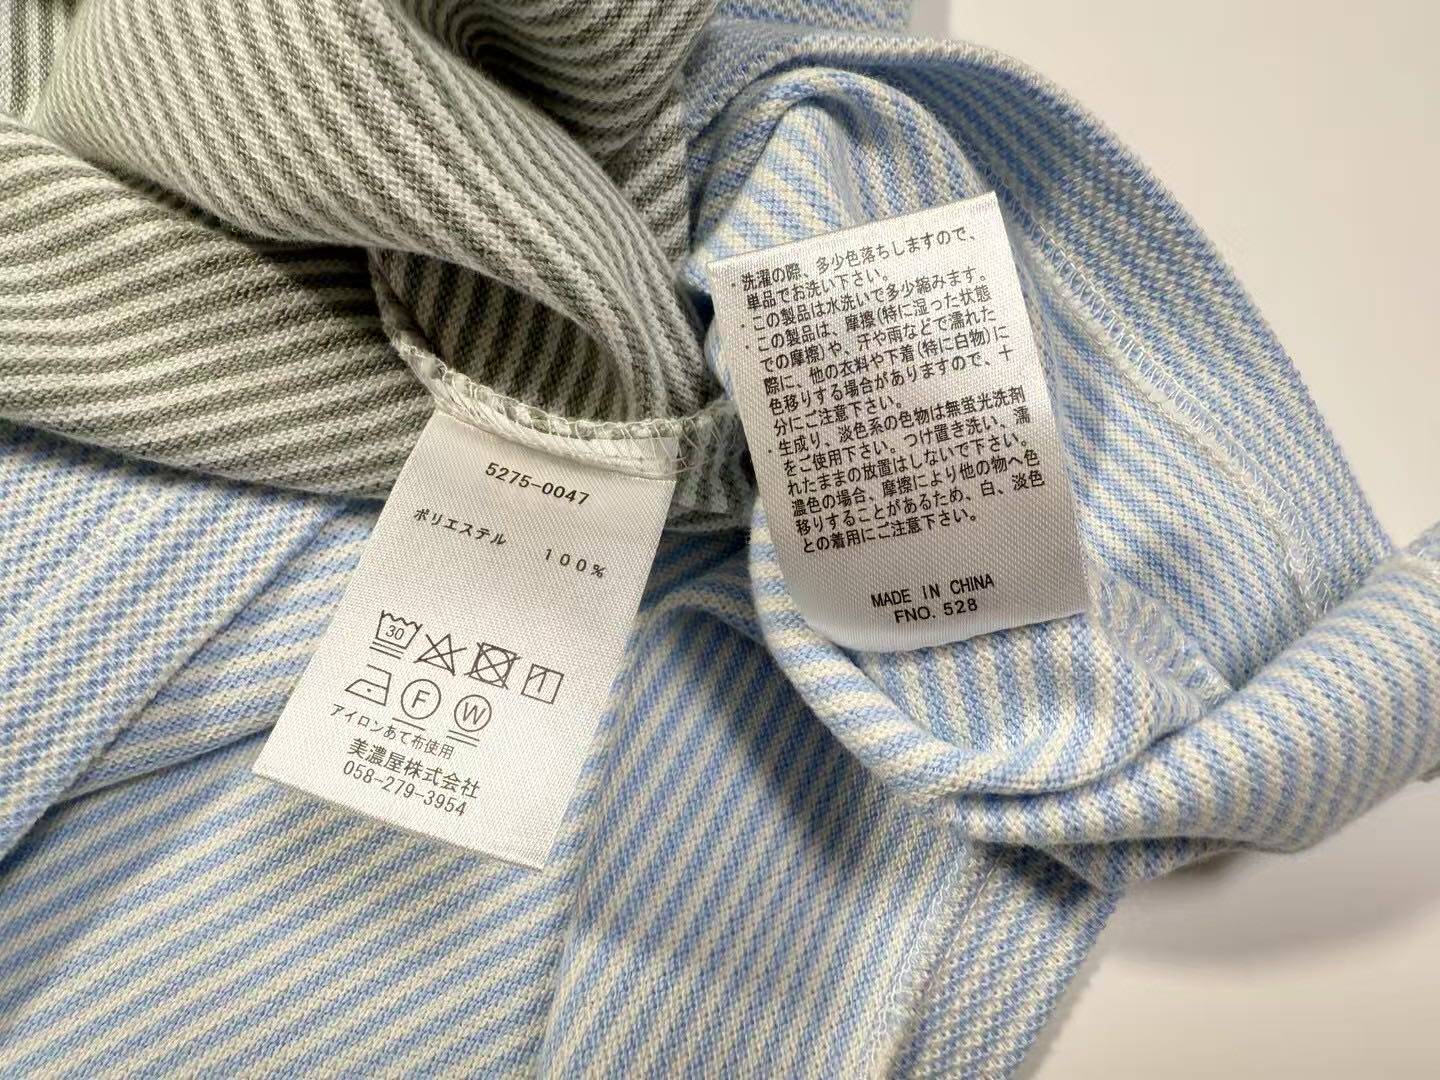 5275-0047
ポリエステル 100%
30
F W
アイロンあて布使用
美濃屋株式会社
058-279-3954
・洗濯の際、多少色落ちしますので、
単品でお洗い下さい。
・この製品は水洗いで多少縮みます。
・この製品は、摩擦(特に湿った状態
での摩擦)や、汗や雨などで濡れた
際に、他の衣料や下着(特に白物)に
色移りする場合がありますので、十
分にご注意下さい。
・生成り、淡色系の色物は無蛍光洗剤
をご使用下さい。つけ置き洗い、濡
れたままの放置はしないで下さい。
濃色の場合、摩擦により他の物へ色
移りすることがあるため、白、淡色
との着用にご注意下さい。
MADE IN CHINA
FNO. 528